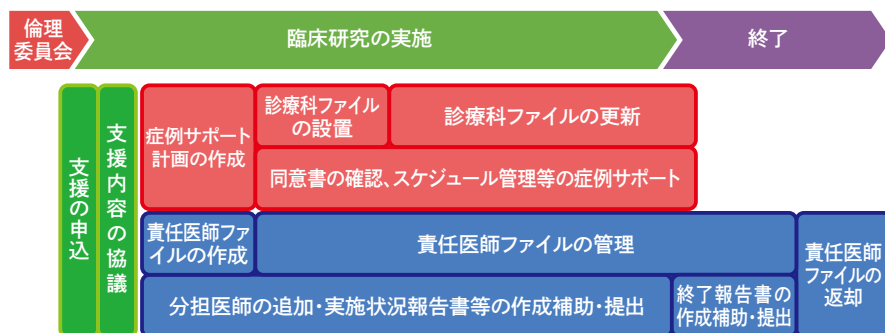 倫理
委員会
臨床研究の実施
終了
支援の申込
支援内容の協議
症例サポート
計画の作成
診療科ファイル
の設置
診療科ファイルの更新
同意書の確認、スケジュール管理等の症例サポート
責任医師ファ
イルの作成
責任医師ファイルの管理
責任医師
ファイルの
返却
分担医師の追加・実施状況報告書等の作成補助・提出
終了報告書の
作成補助・提出